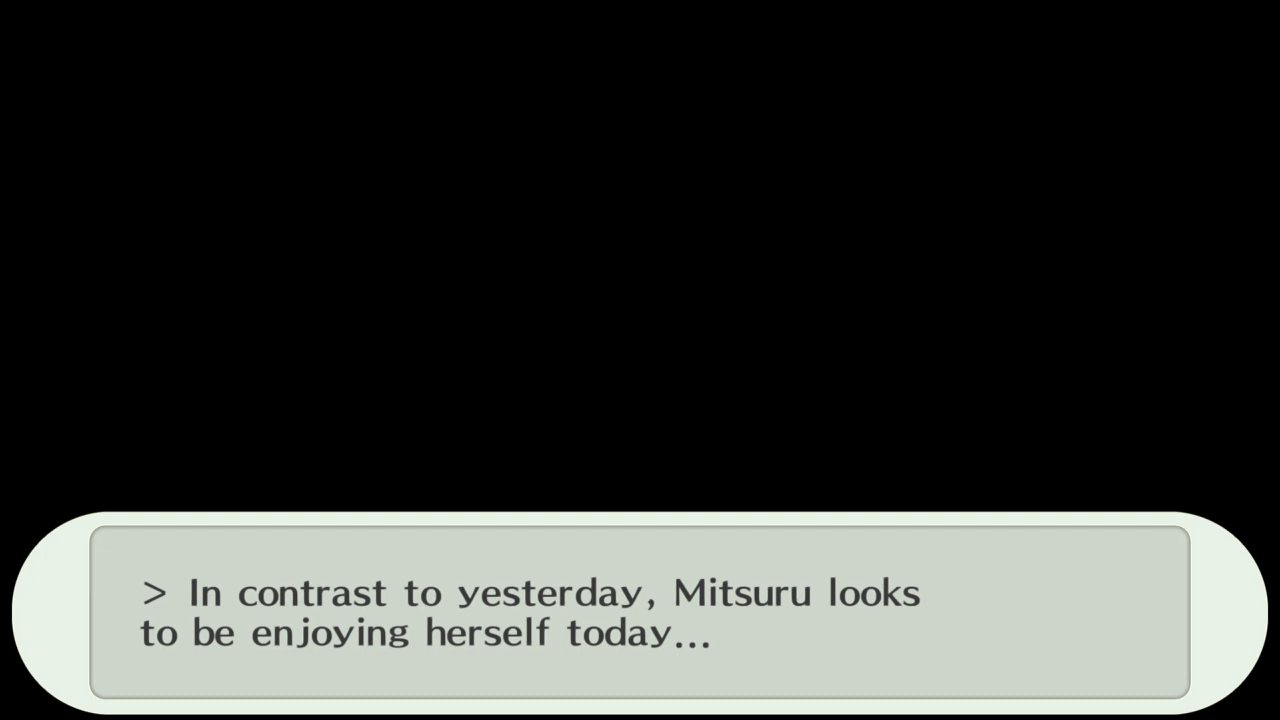 > In contrast to yesterday, Mitsuru looks
to be enjoying herself today...